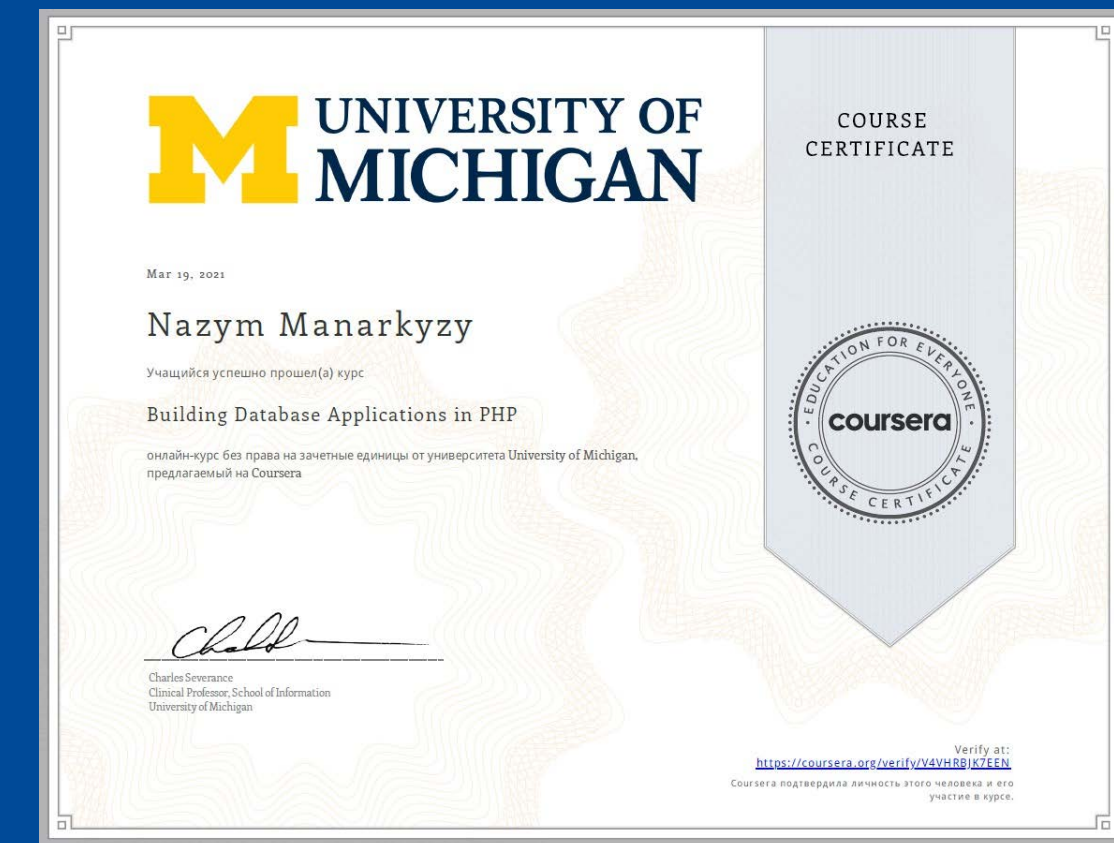 UNIVERSITY OF
MICHIGAN
COURSE
CERTIFICATE
Mar 19, 2021
Nazym Manarkyzy
Учащийся успешно прошел(а) курс
Building Database Applications in PHP
онлайн-курс без права на зачетные единицы от университета University of Michigan,
предлагаемый на Coursera
EDUCATION FOR EVERYONE
coursera
COURSE CERTIFICATE
Charles Severance
Clinical Professor, School of Information
University of Michigan
Verify at:
https://coursera.org/verify/V4VHRBJK7EEN
Coursera подтвердила личность этого человека и его
участие в курсе.